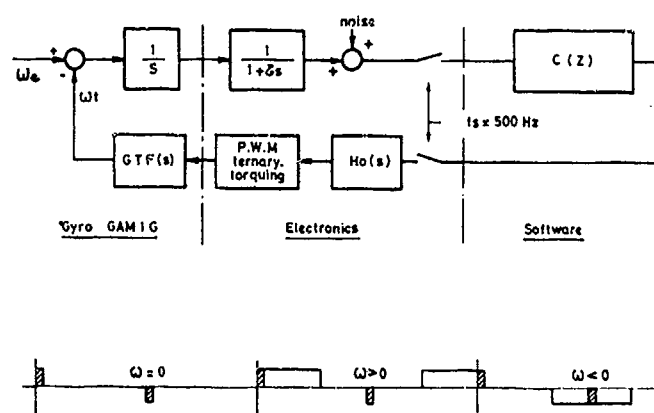 noise
+
+
-
ωe
1
S
1
1+τs
+
+
C (Z)
ωt
fs = 500 Hz
GTF(s)
P.W.M
ternary-
torquing
Ho(s)
Gyro GAMIG
Electronics
Software
ω = 0
ω > 0
ω < 0